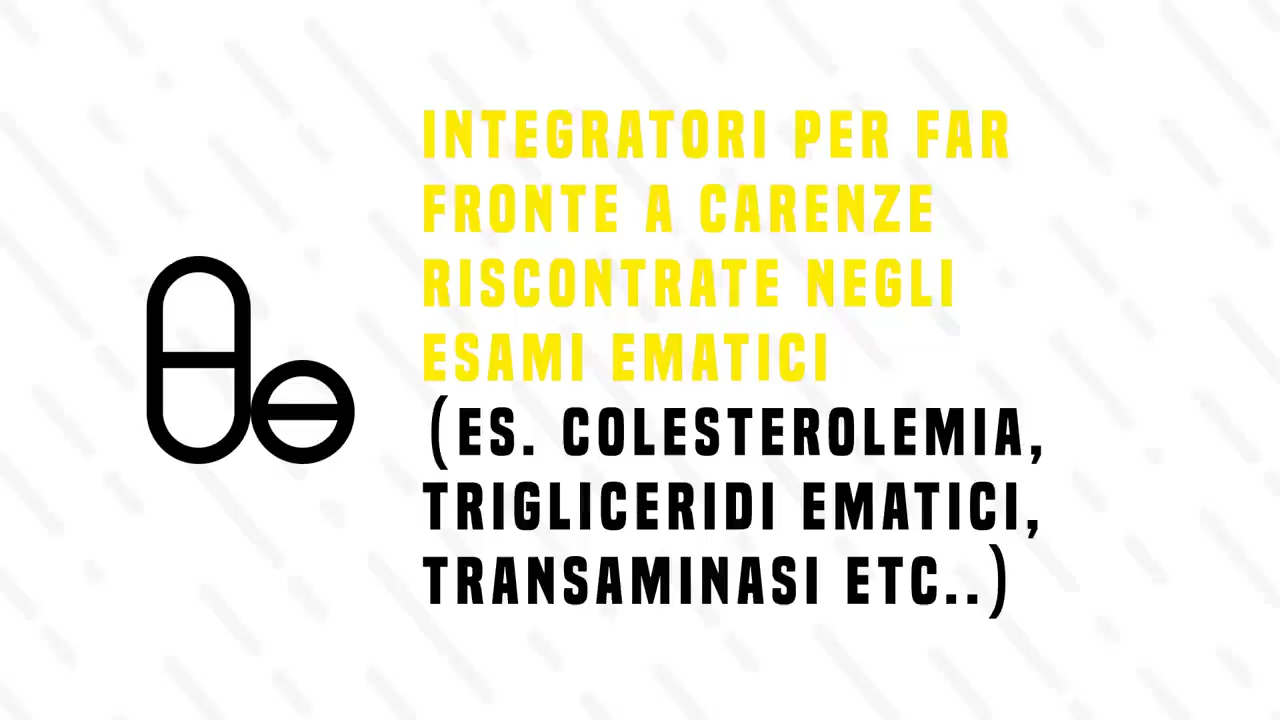 INTEGRATORI PER FAR
FRONTE A CARENZE
RISCONTRATE NEGLI
ESAMI EMATICI
(ES. COLESTEROLEMIA,
TRIGLICERIDI EMATICI,
TRANSAMINASI ETC..)